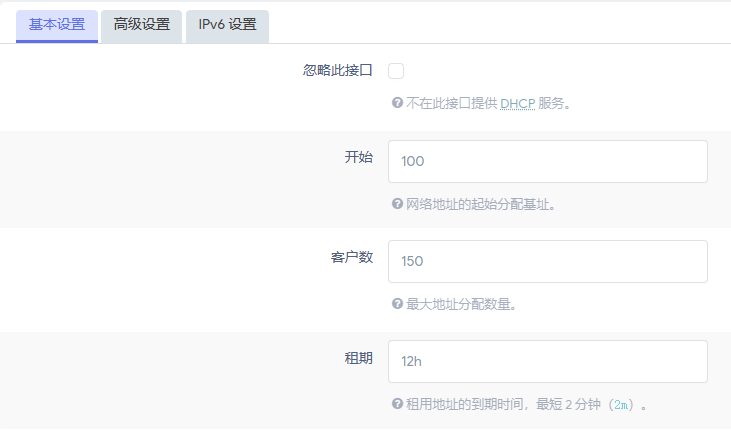 基本设置 高级设置 IPv6 设置
忽略此接口
不在此接口提供 DHCP 服务。
开始 100
网络地址的起始分配基址。
客户数 150
最大地址分配数量。
租期 12h
租用地址的到期时间，最短 2 分钟（2m）。